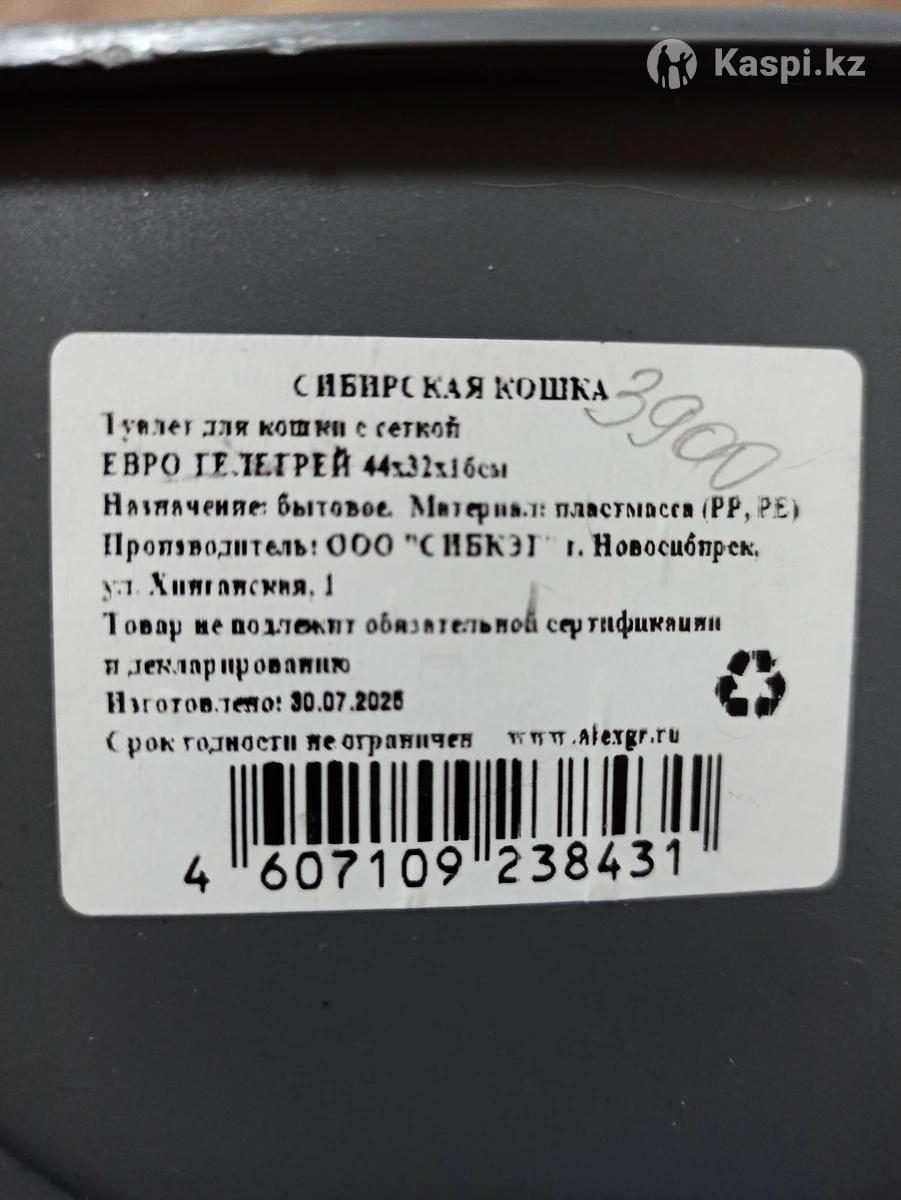 Kaspi.kz
СИБИРСКАЯ КОШКА 3900
Туалет для кошки с сеткой
ЕВРО ТЕЛЕГРЕЙ 44х32х16см
Назначение: бытовое. Материал: пластмасса (PP, PE)
Производитель: ООО "СИБКЭТ" г. Новосибирск,
ул. Хинганская, 1
Товар не подлежит обязательной сертификации
и декларированию
Изготовлено: 30.07.2025
Срок годности не ограничен www.alexgr.ru
4 607109 238431